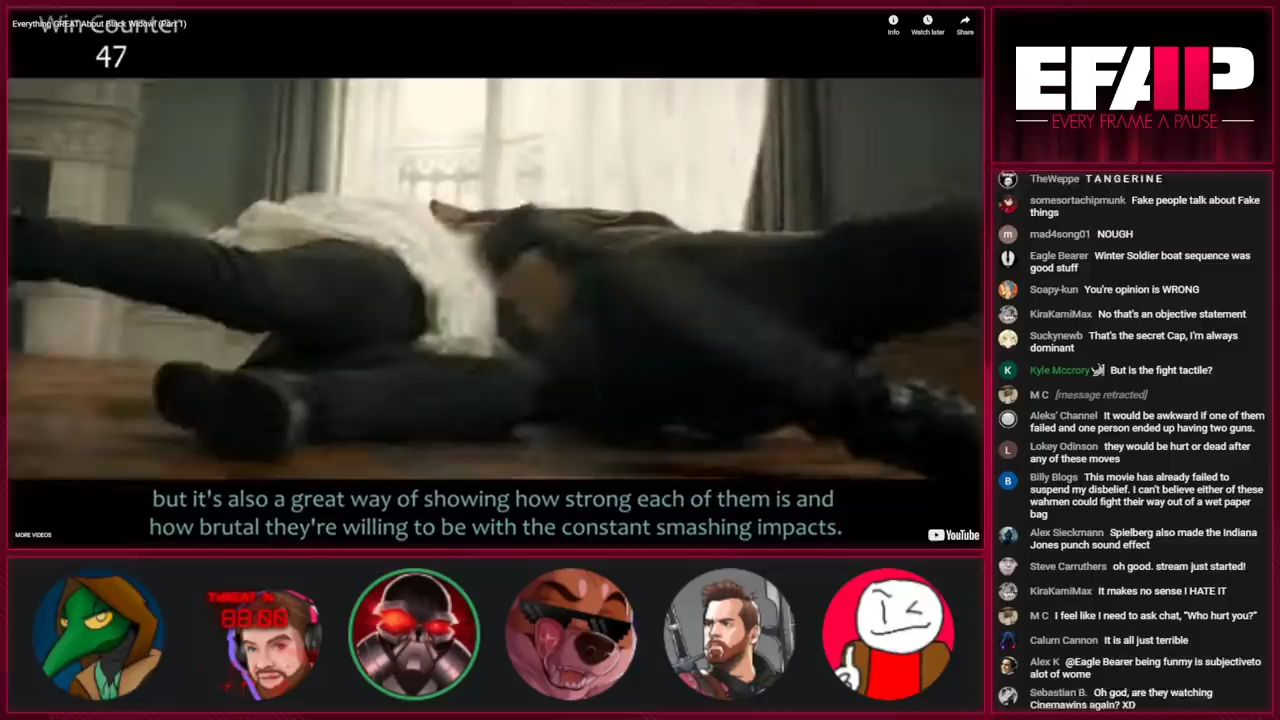 Everything GREAT About Black Widow! (Part 1)
Win Counter
47
Info
Watch later
Share
but it's also a great way of showing how strong each of them is and
how brutal they're willing to be with the constant smashing impacts.
MORE VIDEOS
YouTube
THREAT IN
88.00
EFAP
EVERY FRAME A PAUSE
TheWeppe T A N G E R I N E
somesortachipmunk Fake people talk about Fake
things
m
mad4song01 NOUGH
Eagle Bearer Winter Soldier boat sequence was
good stuff
Soapy-kun You're opinion is WRONG
KiraKamiMax No that's an objective statement
Suckynewb That's the secret Cap, I'm always
dominant
K
Kyle Mccrory But is the fight tactile?
M C [message retracted]
Aleks' Channel It would be awkward if one of them
failed and one person ended up having two guns.
L
Lokey Odinson they would be hurt or dead after
any of these moves
B
Billy Blogs This movie has already failed to
suspend my disbelief. I can't believe either of these
wahmen could fight their way out of a wet paper
bag
Alex Sieckmann Spielberg also made the Indiana
Jones punch sound effect
Steve Carruthers oh good. stream just started!
KiraKamiMax It makes no sense I HATE IT
M C I feel like I need to ask chat, "Who hurt you?"
Calum Cannon It is all just terrible
Alex K @Eagle Bearer being funmy is subjectiveto
alot of wome
Sebastian B. Oh god, are they watching
Cinemawins again? XD